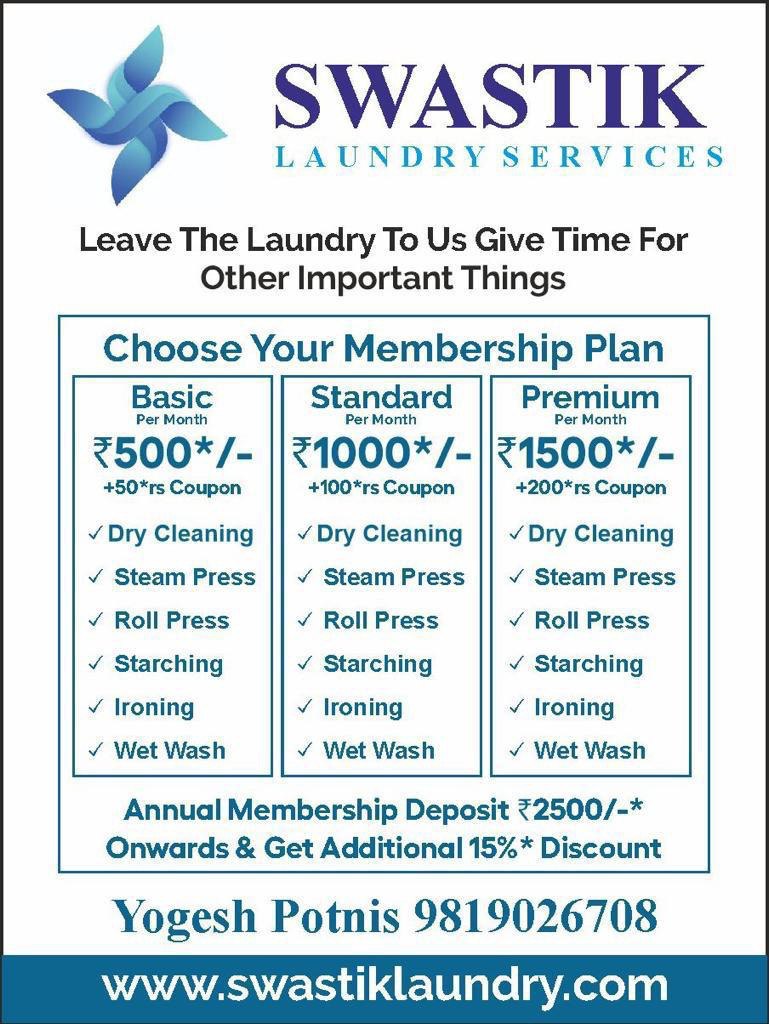 SWASTIK
LAUNDRY SERVICES
Leave The Laundry To Us Give Time For
Other Important Things
Choose Your Membership Plan
Basic
Per Month
₹500*/-
+50*rs Coupon
✓ Dry Cleaning
✓ Steam Press
✓ Roll Press
✓ Starching
✓ Ironing
✓ Wet Wash
Standard
Per Month
₹1000*/-
+100*rs Coupon
✓ Dry Cleaning
✓ Steam Press
✓ Roll Press
✓ Starching
✓ Ironing
✓ Wet Wash
Premium
Per Month
₹1500*/-
+200*rs Coupon
✓ Dry Cleaning
✓ Steam Press
✓ Roll Press
✓ Starching
✓ Ironing
✓ Wet Wash
Annual Membership Deposit ₹2500/-*
Onwards & Get Additional 15%* Discount
Yogesh Potnis 9819026708
www.swastiklaundry.com